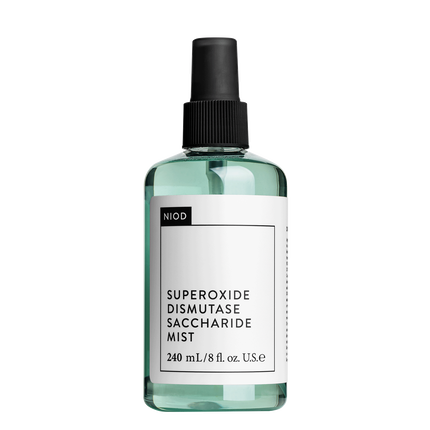 NIOD
SUPEROXIDE
DISMUTASE
SACCHARIDE
MIST
240 mL/8 fl. oz. U.S.e